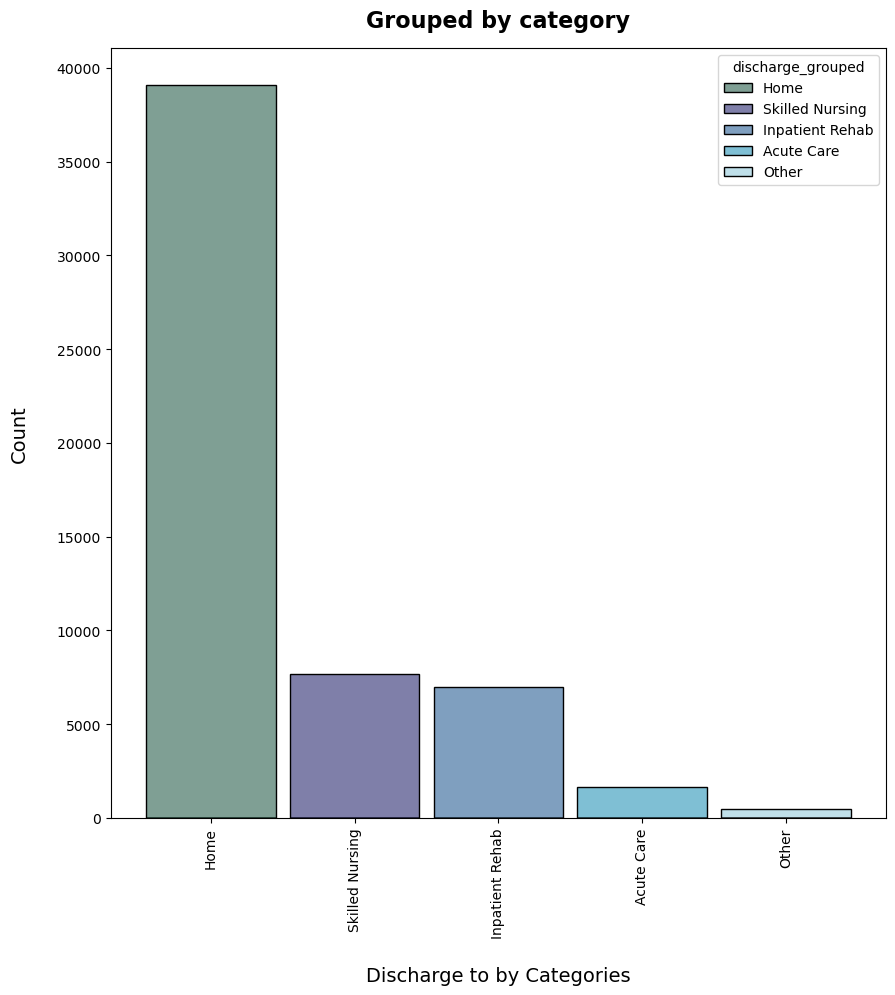 Grouped by category
discharge_grouped
Home
Skilled Nursing
Inpatient Rehab
Acute Care
Other
Count
40000
35000
30000
25000
20000
15000
10000
5000
0
Home
Skilled Nursing
Inpatient Rehab
Acute Care
Other
Discharge to by Categories